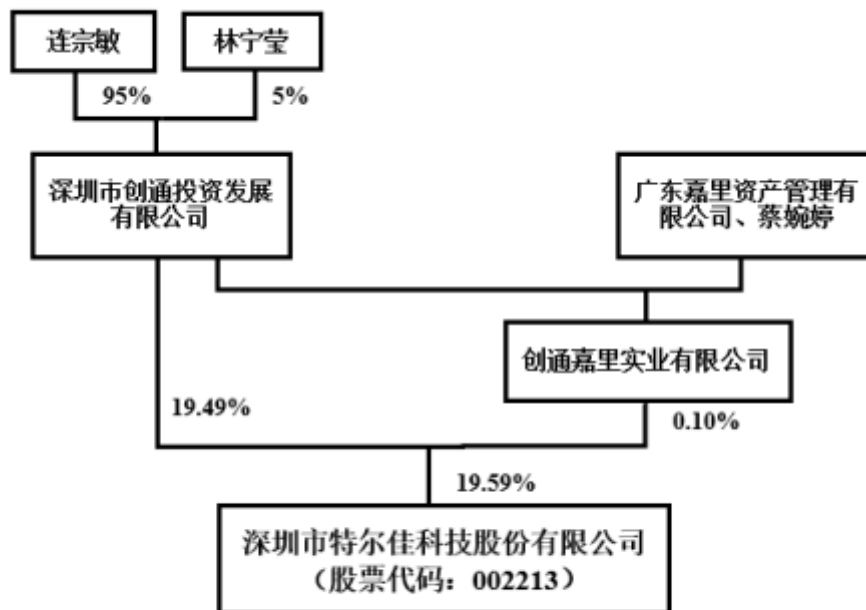 连宗敏
林宁莹
95%
5%
深圳市创通投资发展
有限公司
广东嘉里资产管理有
限公司、蔡婉婷
创通嘉里实业有限公司
19.49%
0.10%
19.59%
深圳市特尔佳科技股份有限公司
（股票代码：002213）